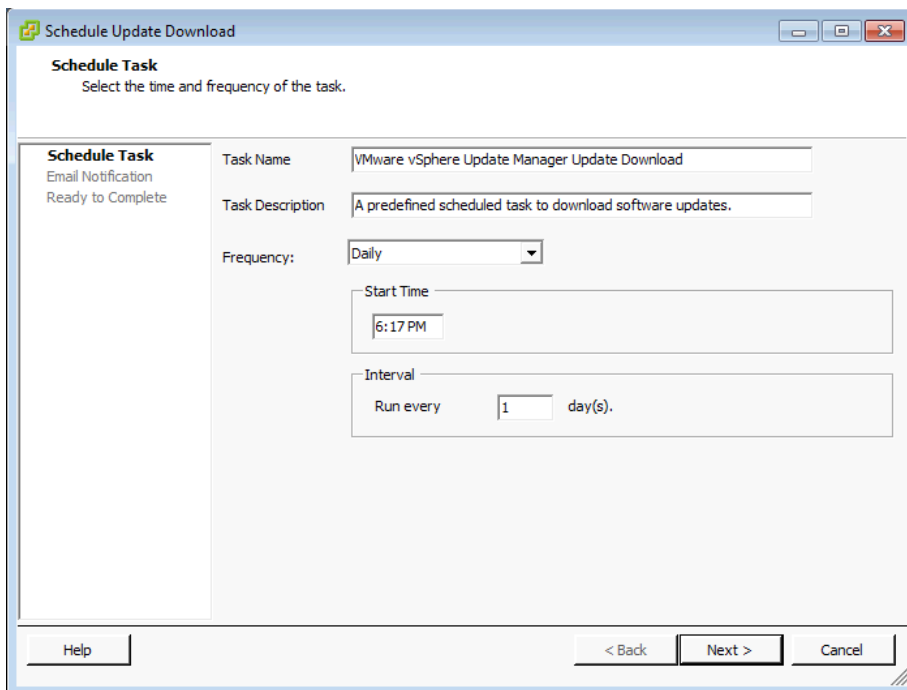 Schedule Update Download
Schedule Task
Select the time and frequency of the task.
Schedule Task
Email Notification
Ready to Complete
Task Name
VMware vSphere Update Manager Update Download
Task Description
A predefined scheduled task to download software updates.
Frequency:
Daily
Start Time
6:17 PM
Interval
Run every 1 day(s).
Help
< Back
Next >
Cancel